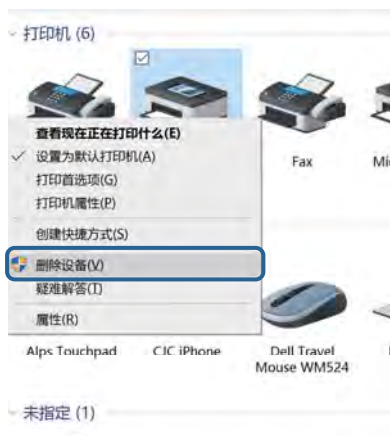 打印机 (6)
查看现在正在打印什么(E)
设置为默认打印机(A)
打印首选项(G)
打印机属性(P)
Fax
创建快捷方式(S)
删除设备(V)
疑难解答(T)
属性(R)
Alps Touchpad
CJC iPhone
Dell Travel
Mouse WM524
未指定 (1)